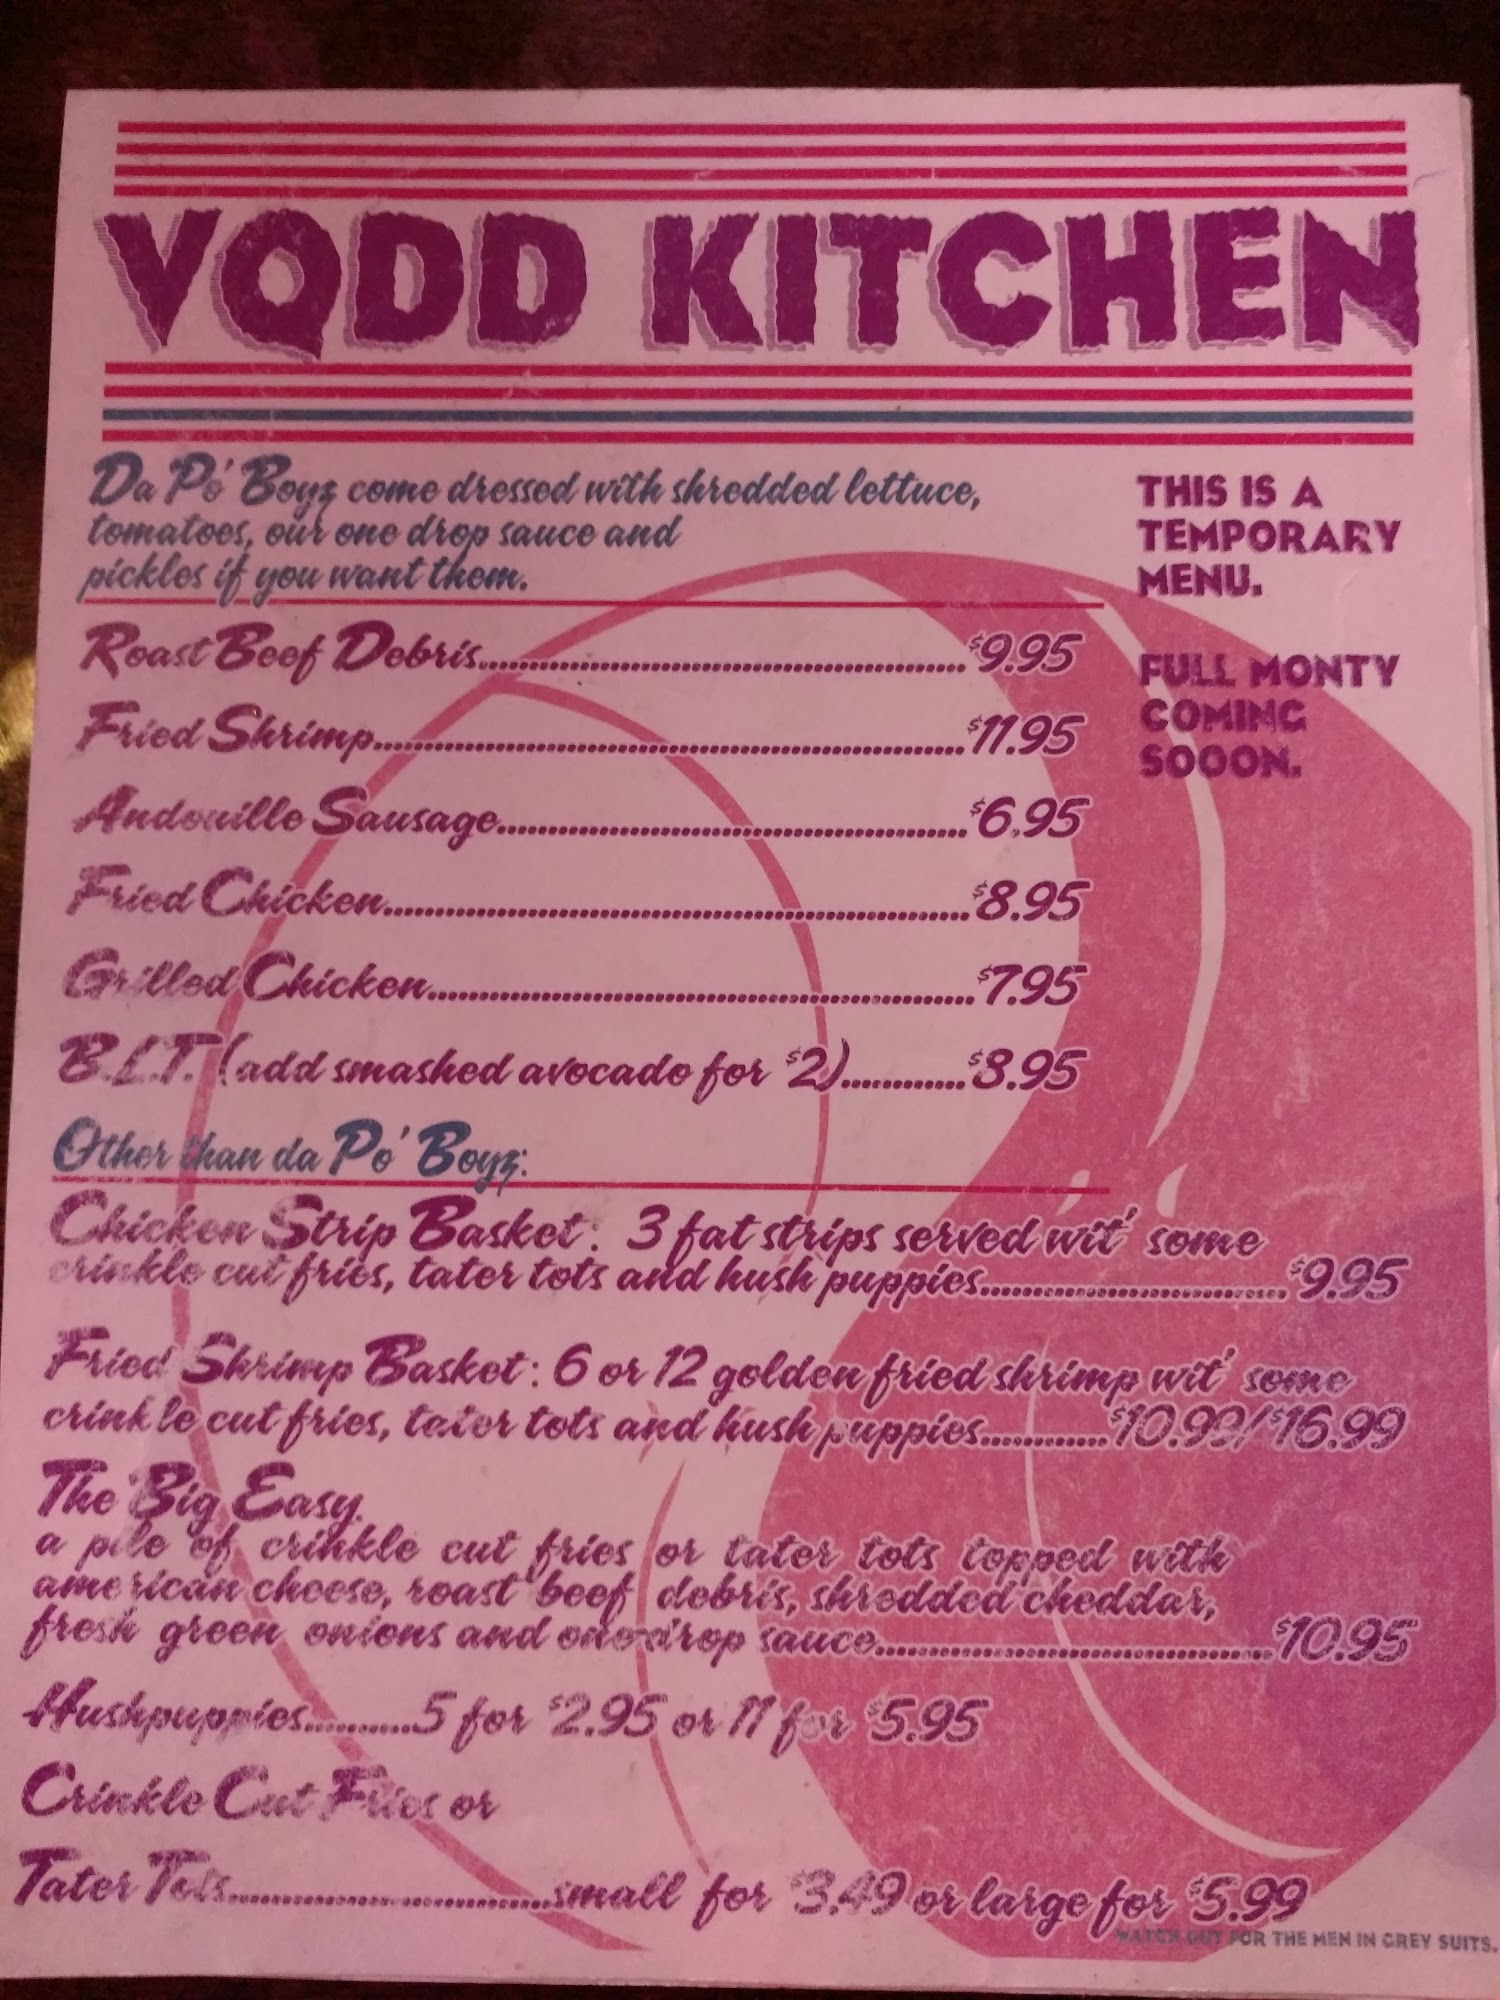 VQDD KITCHEN
Da Po' Boyz come dressed with shredded lettuce,
tomatoes, our one drop sauce and
pickles if you want them.
THIS IS A
TEMPORARY
MENU.
FULL MONTY
COMING
SOOON.
Roast Beef Debris.......$9.95
Fried Shrimp.......$11.95
Andouille Sausage.......$6.95
Fried Chicken.......$8.95
Grilled Chicken.......$7.95
B.L.T. (add smashed avocado for $2).......$8.95
Other than da Po' Boyz:
Chicken Strip Basket: 3 fat strips served wit' some
crinkle cut fries, tater tots and hush puppies.......$9.95
Fried Shrimp Basket: 6 or 12 golden fried shrimp wit' some
crinkle cut fries, tater tots and hush puppies.......$10.99/$16.99
The Big Easy.
a pile of crinkle cut fries or tater tots topped with
american cheese, roast beef debris, shredded cheddar,
fresh green onions and one-drop sauce.......$10.95
Hushpuppies.......5 for $2.95 or 11 for $5.95
Crinkle Cut Fries or
Tater Tots.......small for $3.49 or large for $5.99
WATCH OUT FOR THE MEN IN GREY SUITS.